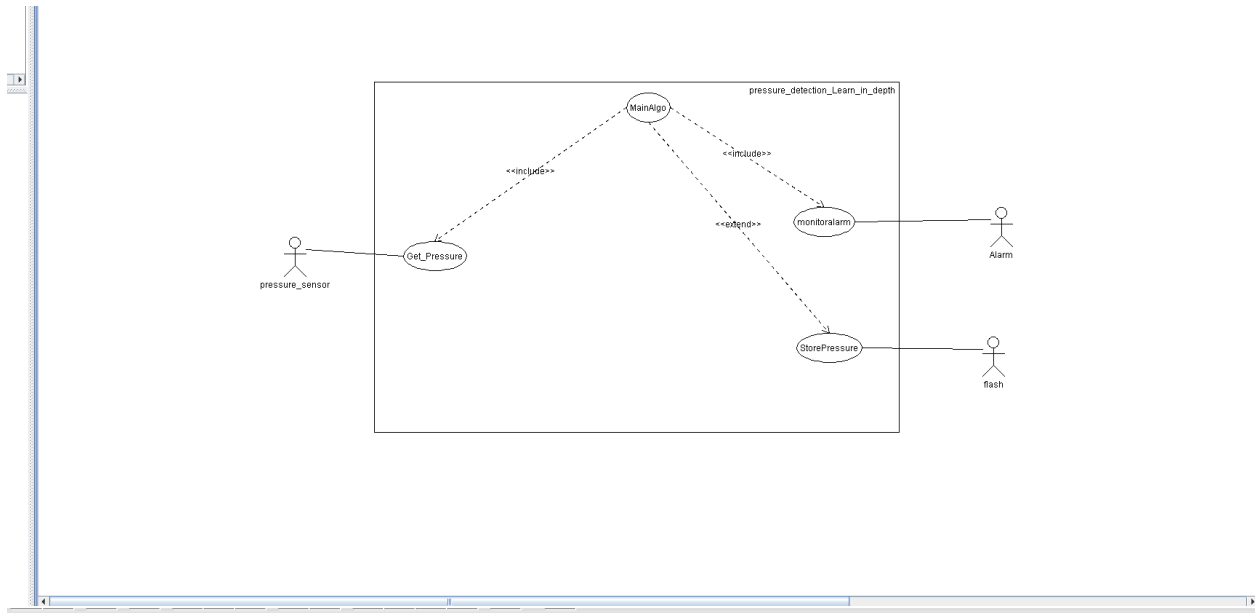 pressure_detection_Learn_in_depth
MainAlgo
<<include>>
<<include>>
monitoralarm
<<extend>>
Alarm
Get_Pressure
pressure_sensor
StorePressure
flash